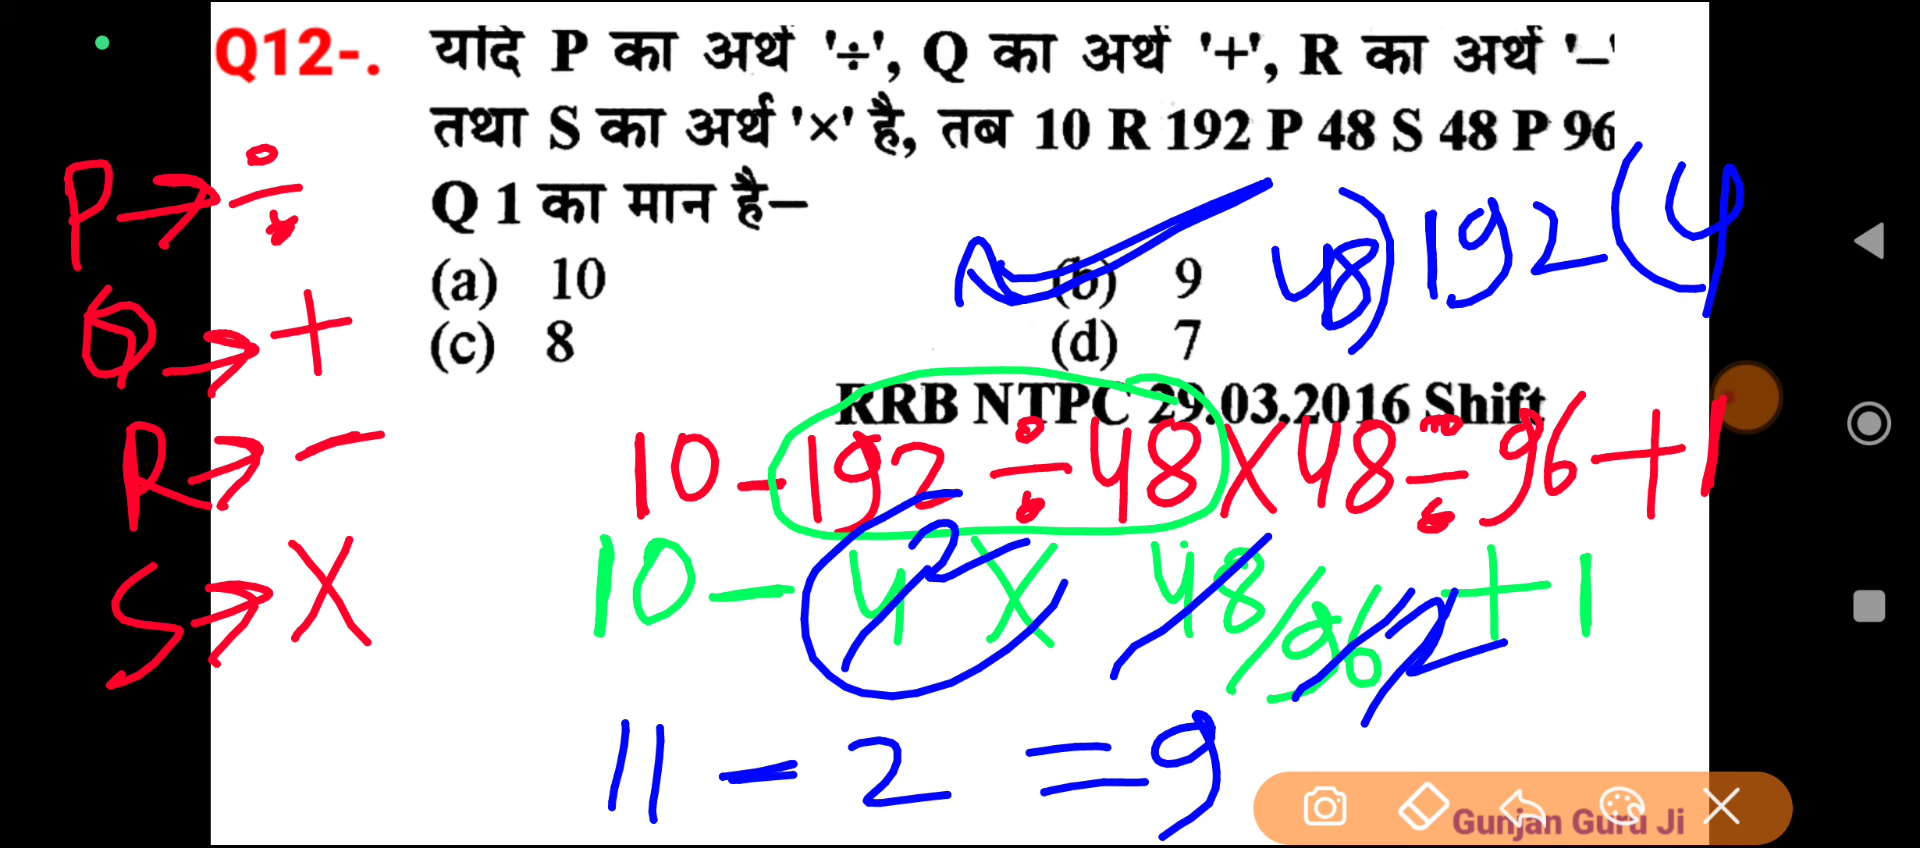 Q12-. यदि P का अर्थ '÷', Q का अर्थ '+', R का अर्थ '–'
तथा S का अर्थ '×' है, तब 10 R 192 P 48 S 48 P 96
Q 1 का मान है–
(a) 10 (b) 9
(c) 8 (d) 7
RRB NTPC 29.03.2016 Shift
P → ÷
Q → +
R → –
S → ×
48) 192 (4
10 - 192 ÷ 48 × 48 ÷ 96 + 1
10 - 4 2 × 48/96 2 + 1
11 - 2 = 9
Gunjan Guru Ji